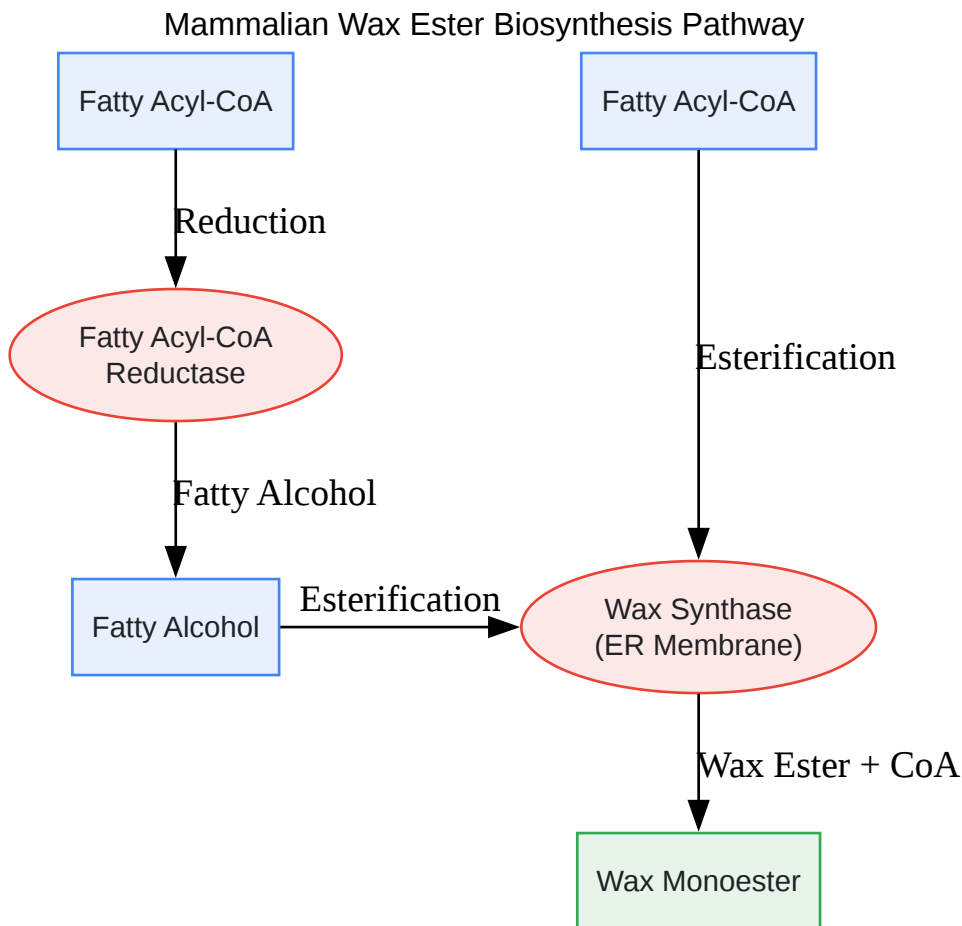 Mammalian Wax Ester Biosynthesis Pathway
Fatty Acyl-CoA
Fatty Acyl-CoA
Reduction
Fatty Acyl-CoA
Reductase
Esterification
Fatty Alcohol
Fatty Alcohol
Esterification
Wax Synthase
(ER Membrane)
Wax Ester + CoA
Wax Monoester